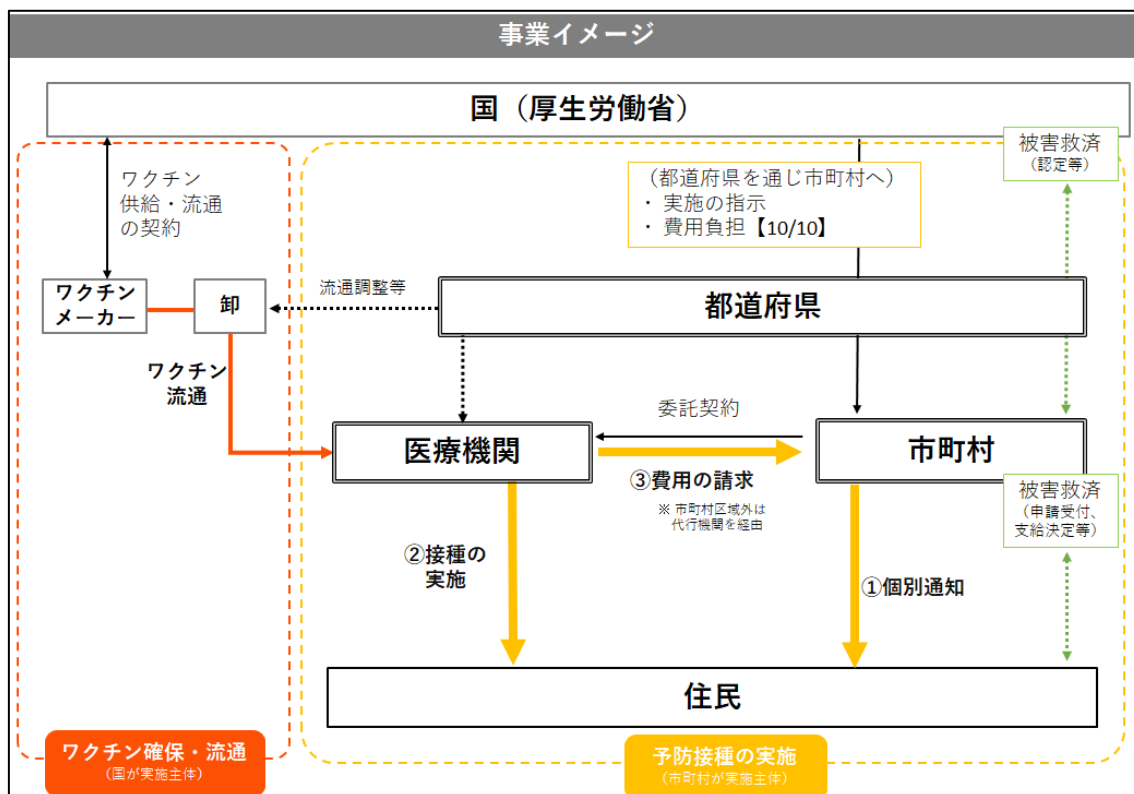 事業イメージ
国（厚生労働省）
ワクチン
供給・流通
の契約
（都道府県を通じ市町村へ）
・ 実施の指示
・ 費用負担【10/10】
被害救済
（認定等）
ワクチン
メーカー
卸
流通調整等
都道府県
ワクチン
流通
医療機関
委託契約
市町村
③費用の請求
※ 市町村区域外は
代行機関を経由
被害救済
（申請受付、
支給決定等）
②接種の
実施
①個別通知
住民
ワクチン確保・流通
（国が実施主体）
予防接種の実施
（市町村が実施主体）